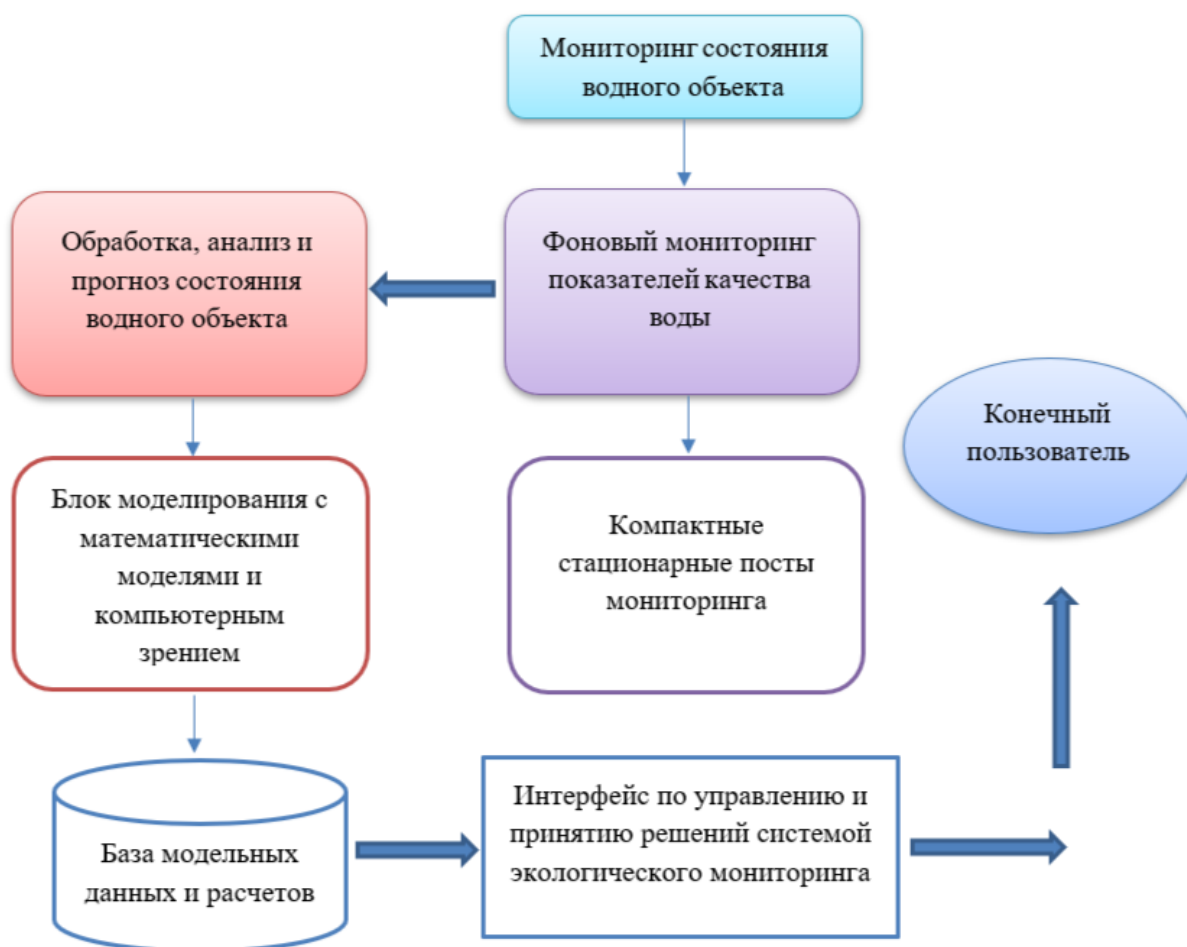 Мониторинг состояния
водного объекта
Обработка, анализ и
прогноз состояния
водного объекта
Фоновый мониторинг
показателей качества
воды
Конечный
пользователь
Блок моделирования с
математическими
моделями и
компьютерным
зрением
Компактные
стационарные посты
мониторинга
База модельных
данных и расчетов
Интерфейс по управлению и
принятию решений системой
экологического мониторинга